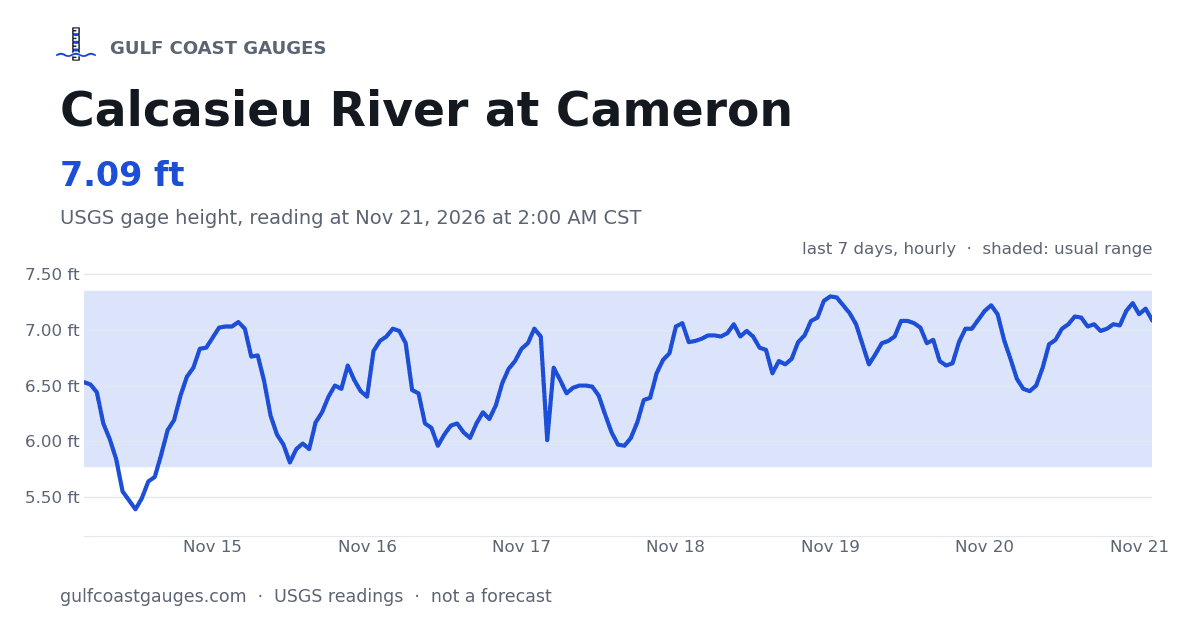 GULF COAST GAUGES
Calcasieu River at Cameron
7.09 ft
USGS gage height, reading at Nov 21, 2026 at 2:00 AM CST
last 7 days, hourly · shaded: usual range
7.50 ft
7.00 ft
6.50 ft
6.00 ft
5.50 ft
Nov 15 Nov 16 Nov 17 Nov 18 Nov 19 Nov 20 Nov 21
gulfcoastgauges.com · USGS readings · not a forecast